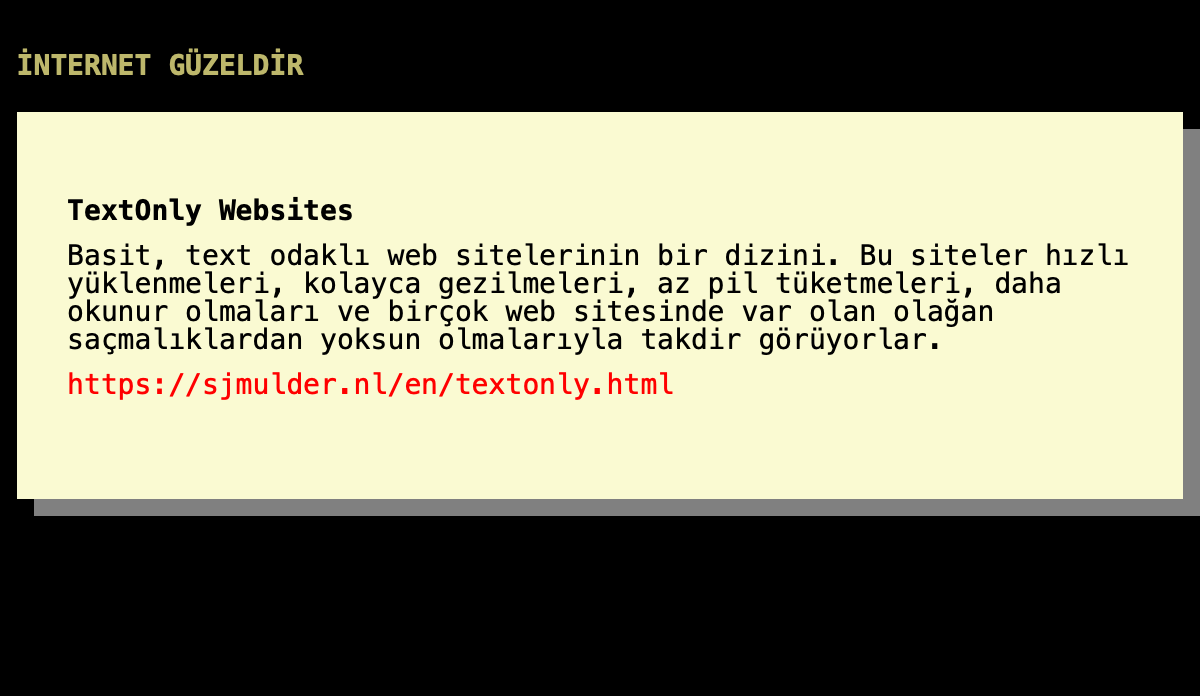 İNTERNET GÜZELDİR
TextOnly Websites
Basit, text odaklı web sitelerinin bir dizini. Bu siteler hızlı
yüklenmeleri, kolayca gezilmeleri, az pil tüketmeleri, daha
okunur olmaları ve birçok web sitesinde var olan olağan
saçmalıklardan yoksun olmalarıyla takdir görüyorlar.
https://sjmulder.nl/en/textonly.html